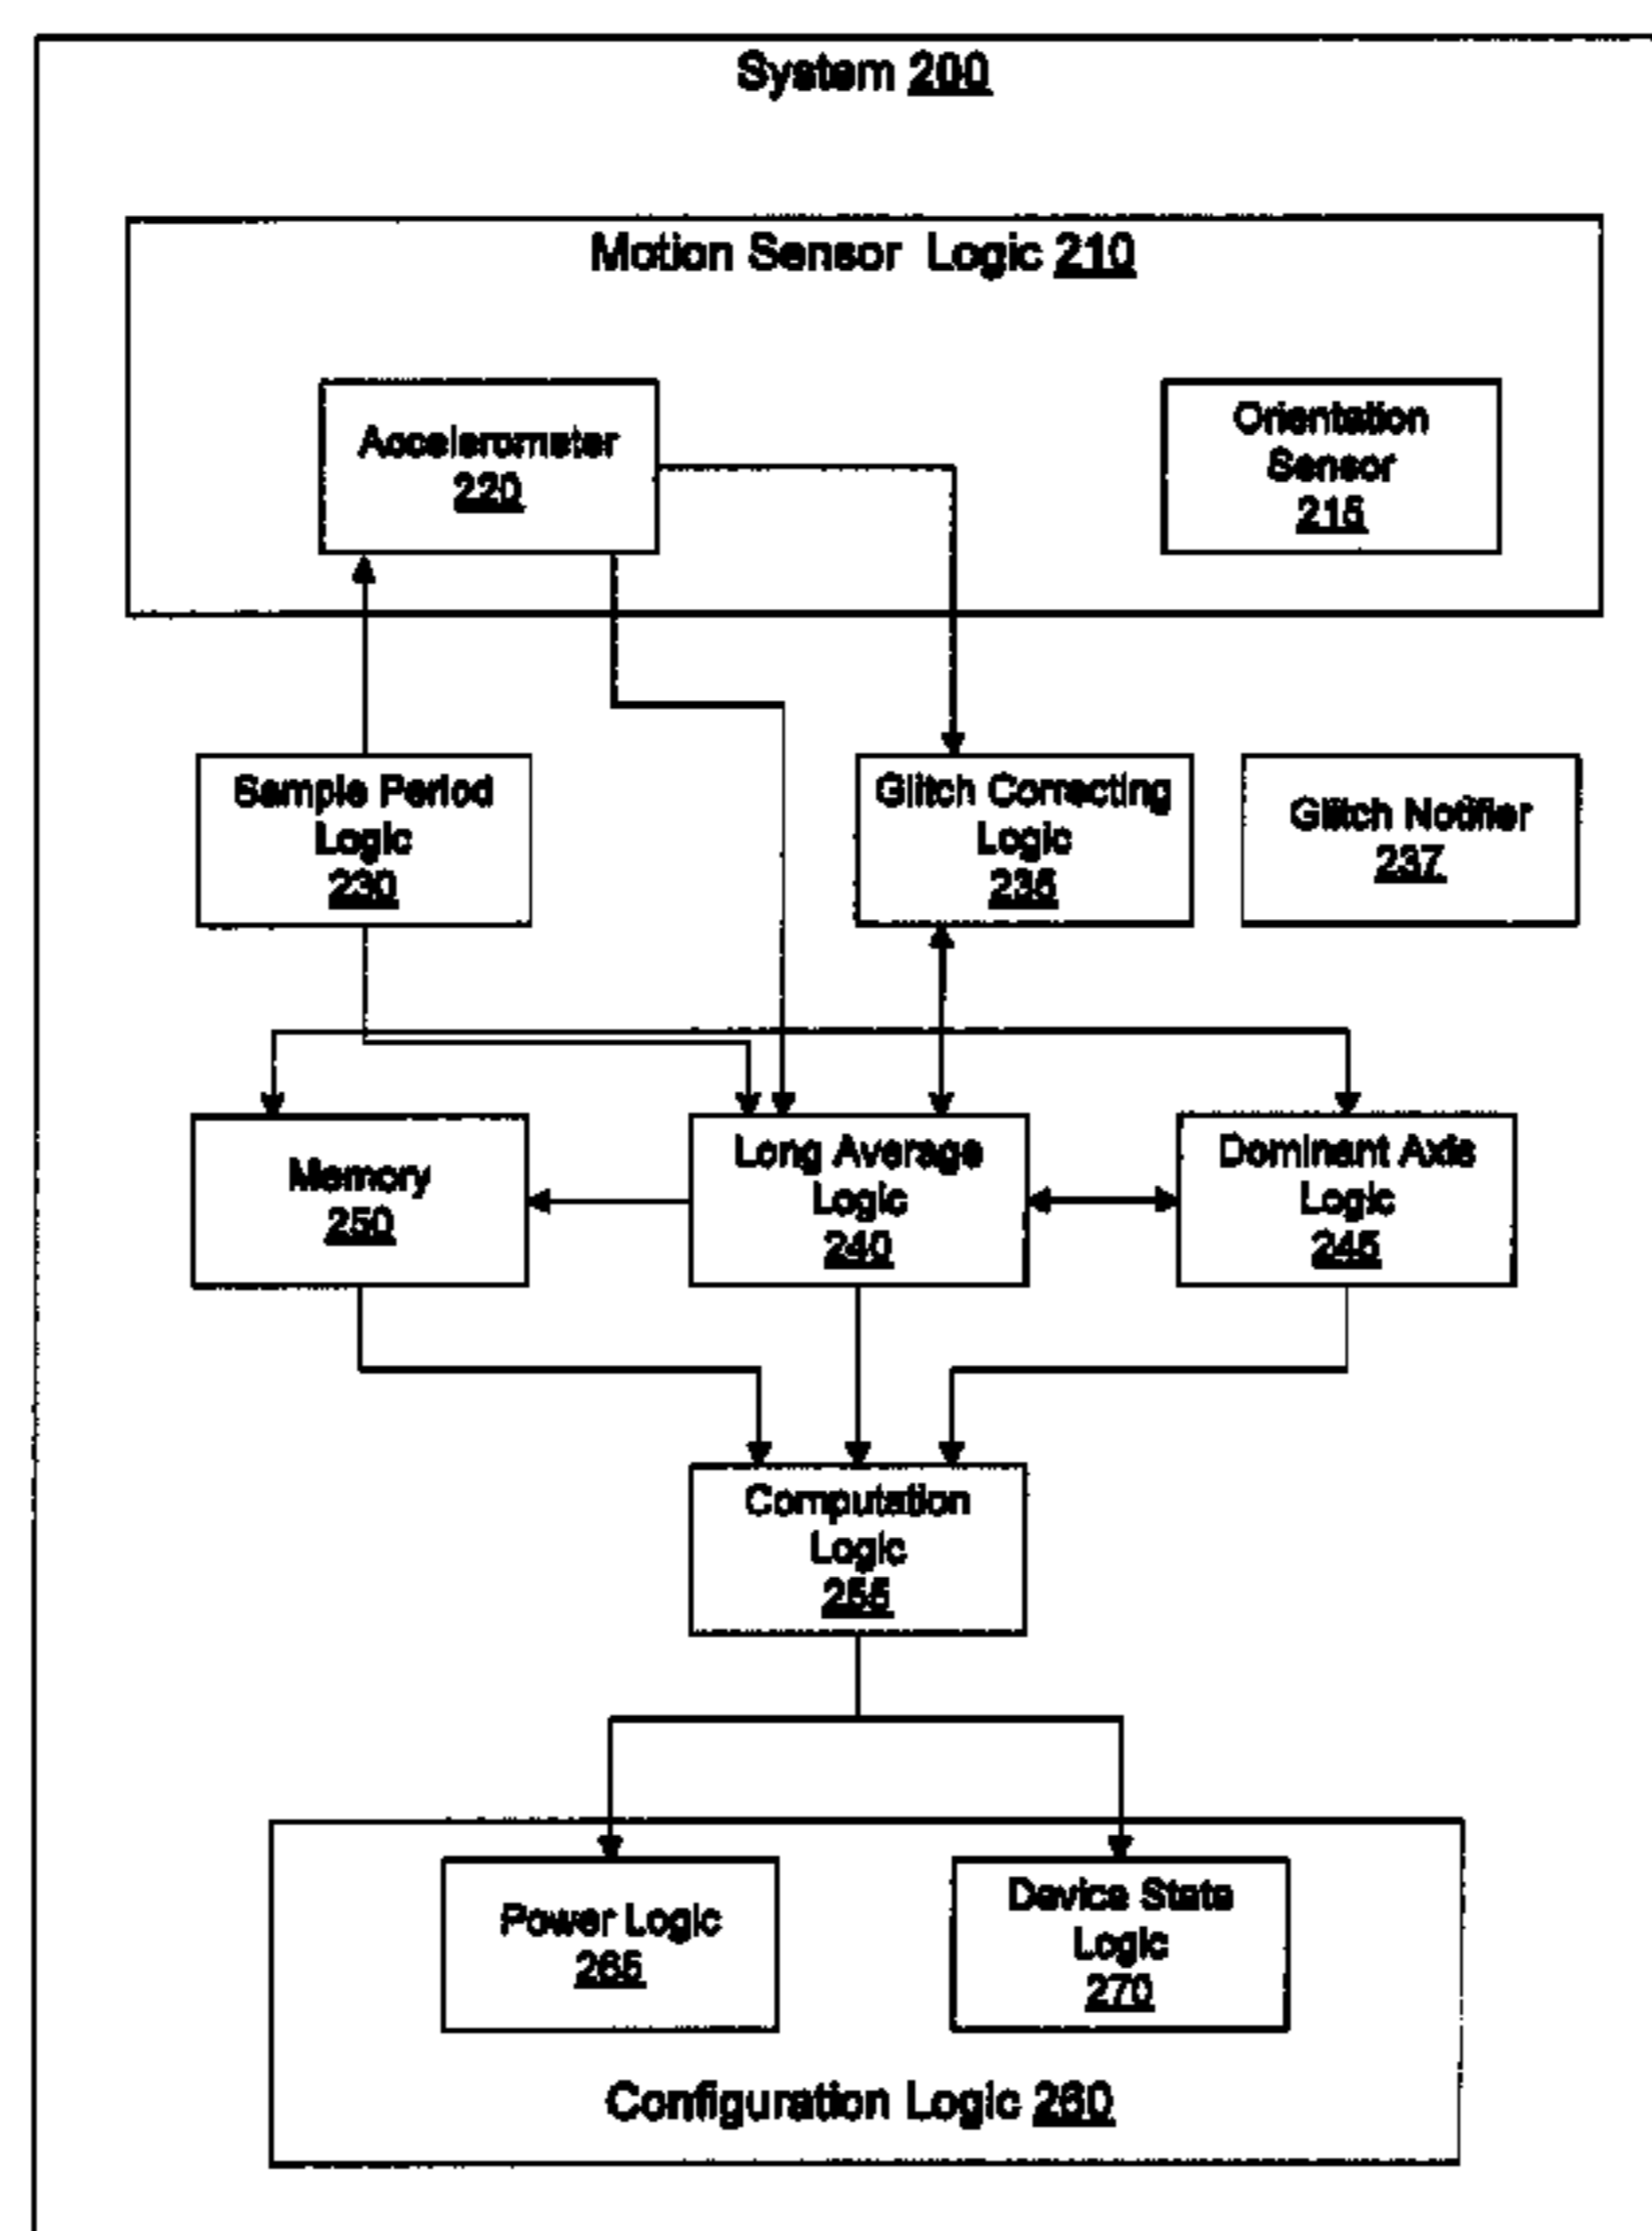 System 200
Motion Sensor Logic 210
Accelerometer
220
Orientation
Sensor
215
Sample Period
Logic
230
Glitch Correcting
Logic
235
Glitch Notifier
237
Memory
250
Long Average
Logic
240
Dominant Axis
Logic
245
Computation
Logic
255
Power Logic
265
Device State
Logic
270
Configuration Logic 260